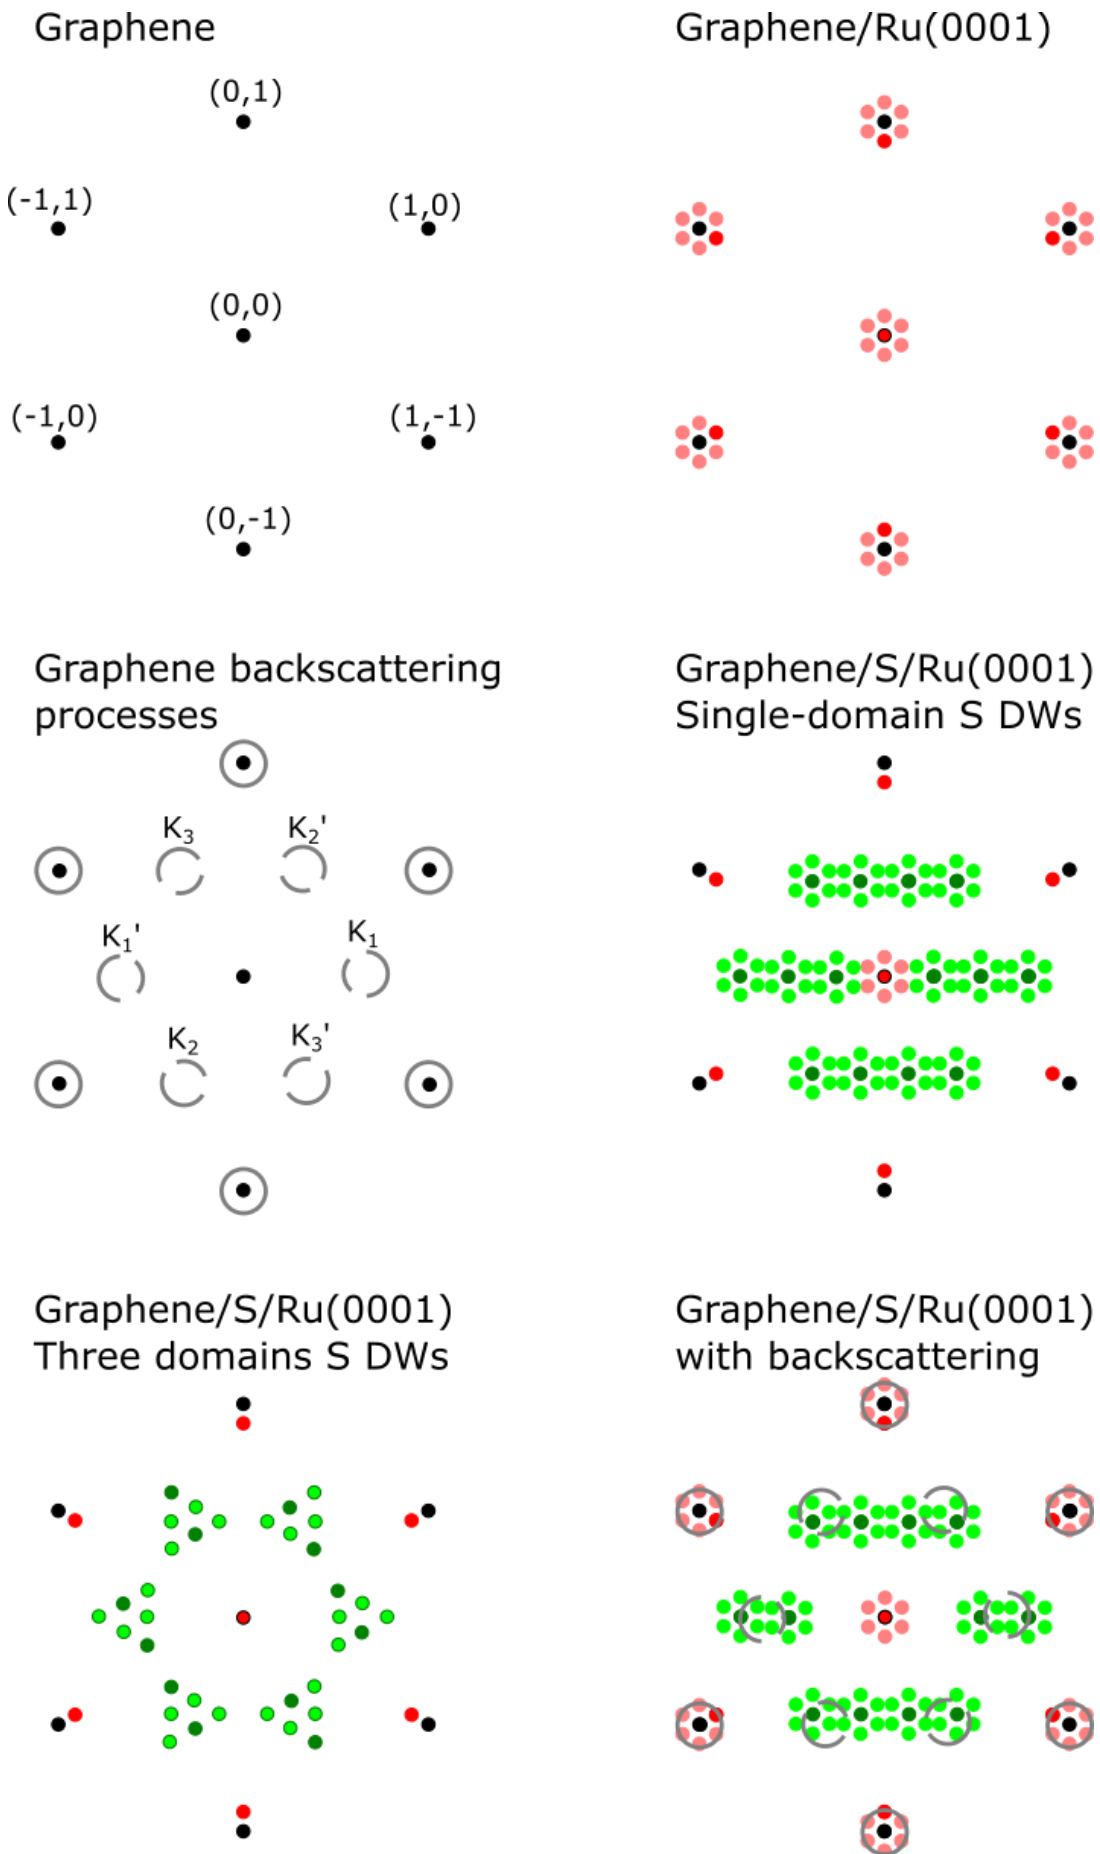 Graphene
(0,1)
(-1,1)
(1,0)
(0,0)
(-1,0)
(1,-1)
(0,-1)
Graphene/Ru(0001)
Graphene backscattering
processes
K₃
K₂'
K₁'
K₁
K₂
K₃'
Graphene/S/Ru(0001)
Single-domain S DWs
Graphene/S/Ru(0001)
Three domains S DWs
Graphene/S/Ru(0001)
with backscattering